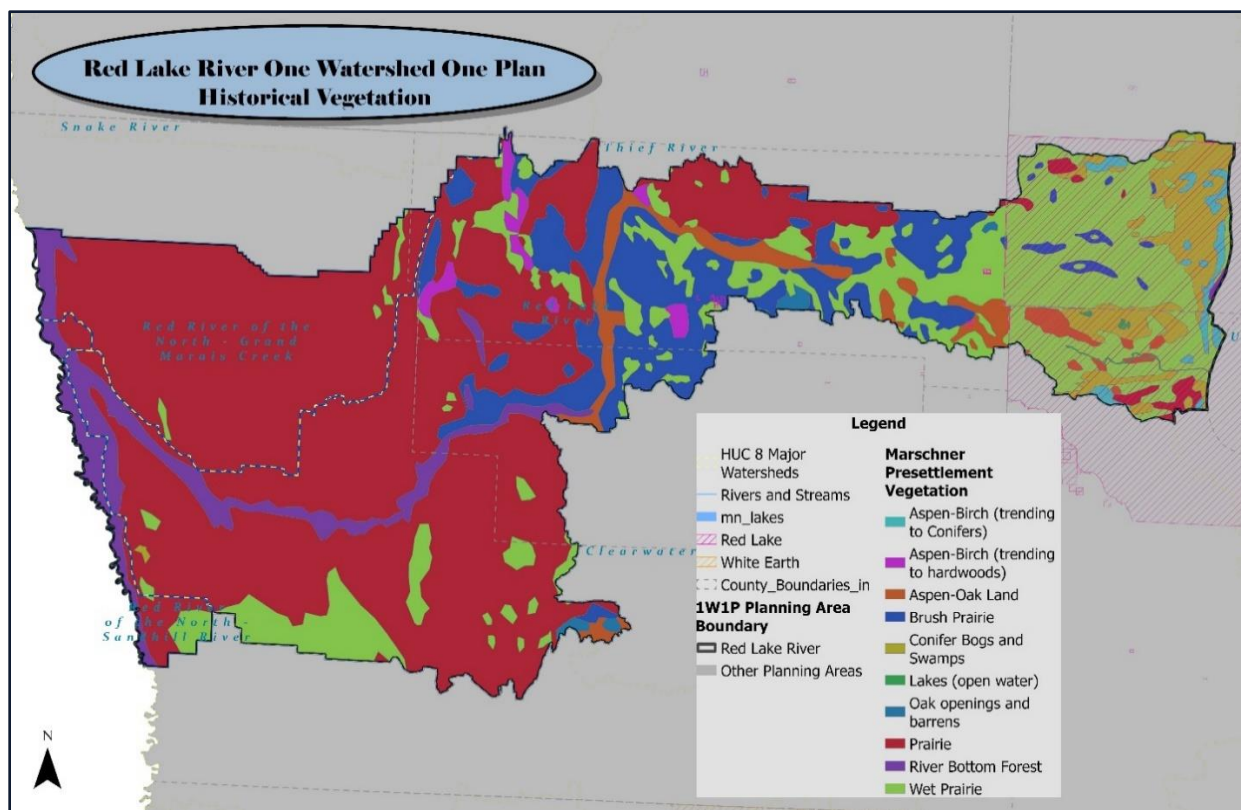 Red Lake River One Watershed One Plan
Historical Vegetation
Snake River
Thief River
Red River of the
North - Grand
Marais Creek
Red Lake
River
Clearwater
U
Red River
of the North -
Sandhill River
N
Legend
HUC 8 Major
Watersheds
Rivers and Streams
mn_lakes
Red Lake
White Earth
County_Boundaries_in
1W1P Planning Area
Boundary
Red Lake River
Other Planning Areas
Marschner
Presettlement
Vegetation
Aspen-Birch (trending
to Conifers)
Aspen-Birch (trending
to hardwoods)
Aspen-Oak Land
Brush Prairie
Conifer Bogs and
Swamps
Lakes (open water)
Oak openings and
barrens
Prairie
River Bottom Forest
Wet Prairie